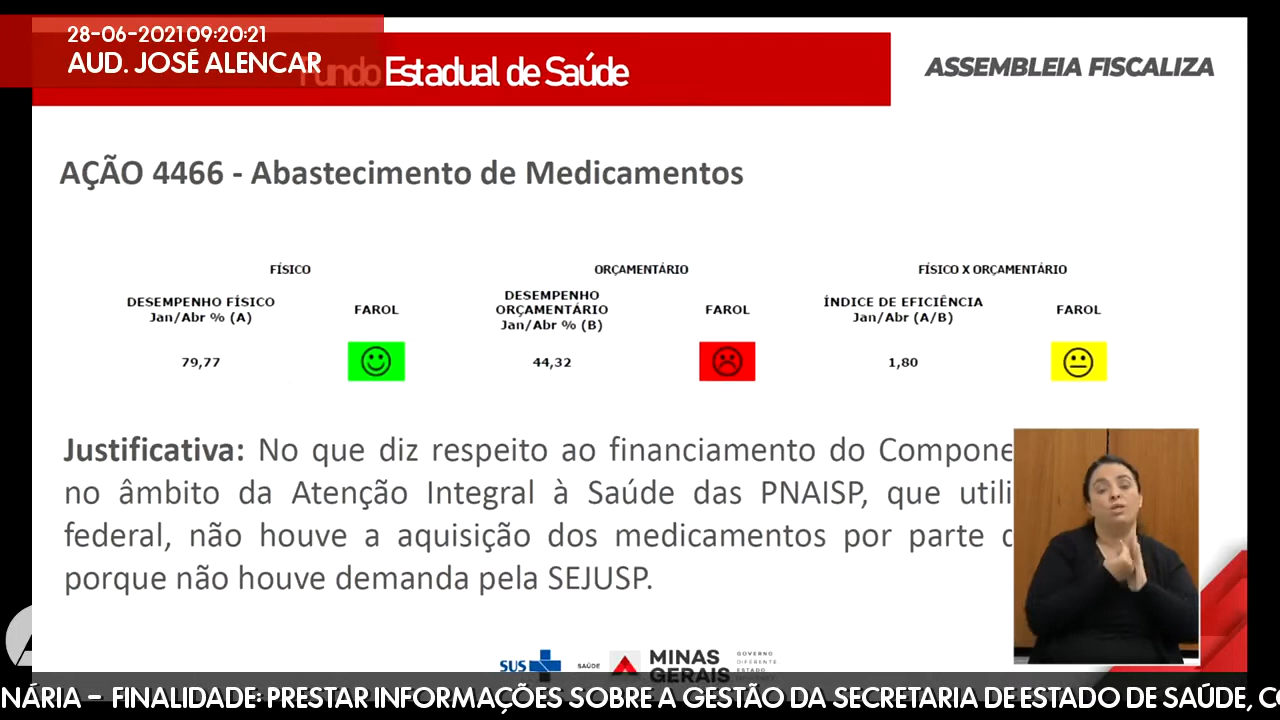 28-06-2021 09:20:21
AUD. JOSÉ ALENCAR
Fundo Estadual de Saúde
ASSEMBLEIA FISCALIZA
AÇÃO 4466 - Abastecimento de Medicamentos
FÍSICO ORÇAMENTÁRIO FÍSICO X ORÇAMENTÁRIO
DESEMPENHO FÍSICO
Jan/Abr % (A)
FAROL
DESEMPENHO
ORÇAMENTÁRIO
Jan/Abr % (B)
FAROL
ÍNDICE DE EFICIÊNCIA
Jan/Abr (A/B)
FAROL
79,77 44,32 1,80
Justificativa: No que diz respeito ao financiamento do Compone
no âmbito da Atenção Integral à Saúde das PNAISP, que utili
federal, não houve a aquisição dos medicamentos por parte
porque não houve demanda pela SEJUSP.
SUS
SAÚDE
MINAS
GERAIS
GOVERNO
DIFERENTE
ESTADO
NÁRIA - FINALIDADE: PRESTAR INFORMAÇÕES SOBRE A GESTÃO DA SECRETARIA DE ESTADO DE SAÚDE, C